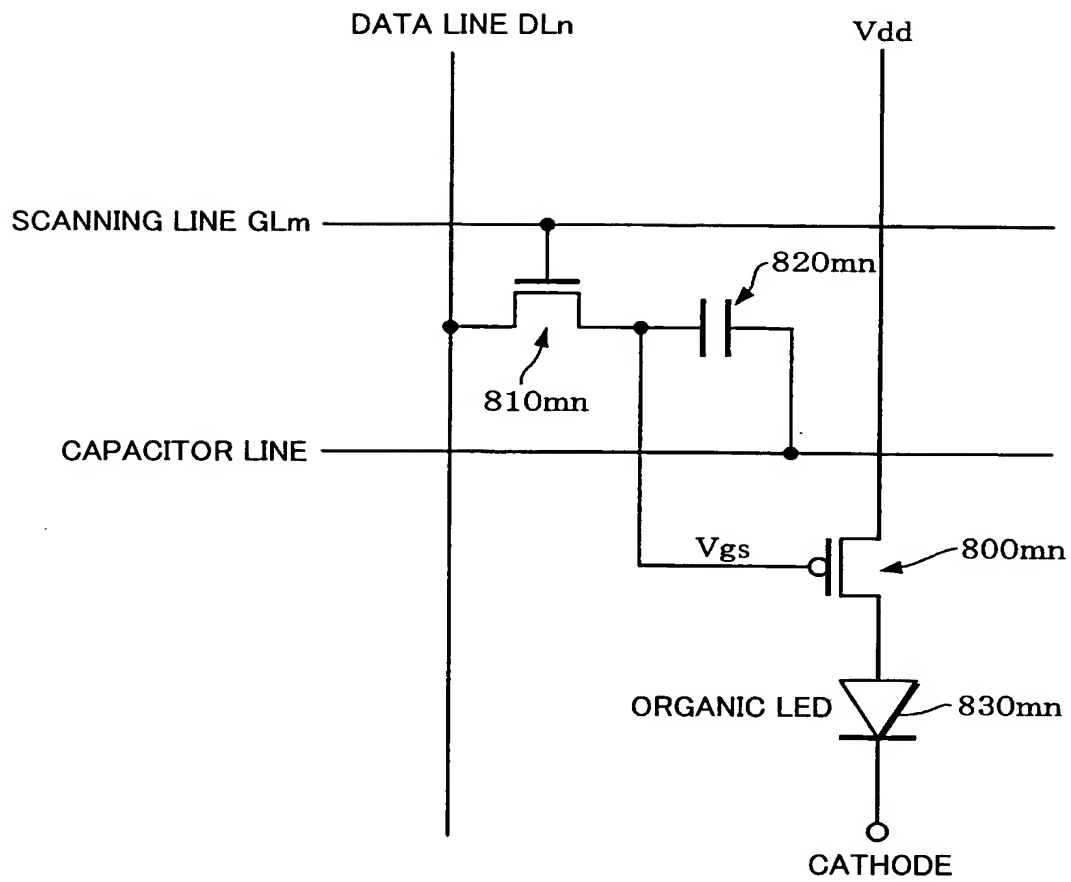 DATA LINE DLn
Vdd
SCANNING LINE GLm
820mn
810mn
CAPACITOR LINE
Vgs
800mn
ORGANIC LED
830mn
CATHODE